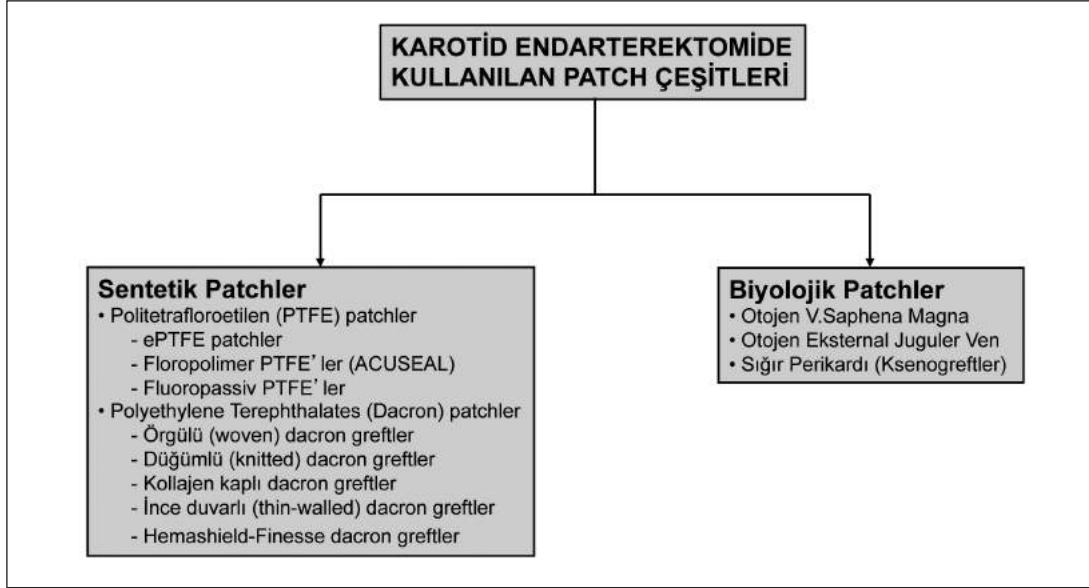 KAROTİD ENDARTEREKTOMİDE
KULLANILAN PATCH ÇEŞİTLERİ
Sentetik Patchler
• Politetrafloroetilen (PTFE) patchler
- ePTFE patchler
- Floropolimer PTFE'ler (ACUSEAL)
- Fluoropassiv PTFE'ler
• Polyethylene Terephthalates (Dacron) patchler
- Örgülü (woven) dacron greftler
- Düğümlü (knitted) dacron greftler
- Kollajen kaplı dacron greftler
- İnce duvarlı (thin-walled) dacron greftler
- Hemashield-Finesse dacron greftler
Biyolojik Patchler
• Otojen V.Saphena Magna
• Otojen Eksternal Juguler Ven
• Sığır Perikardı (Ksenogreftler)